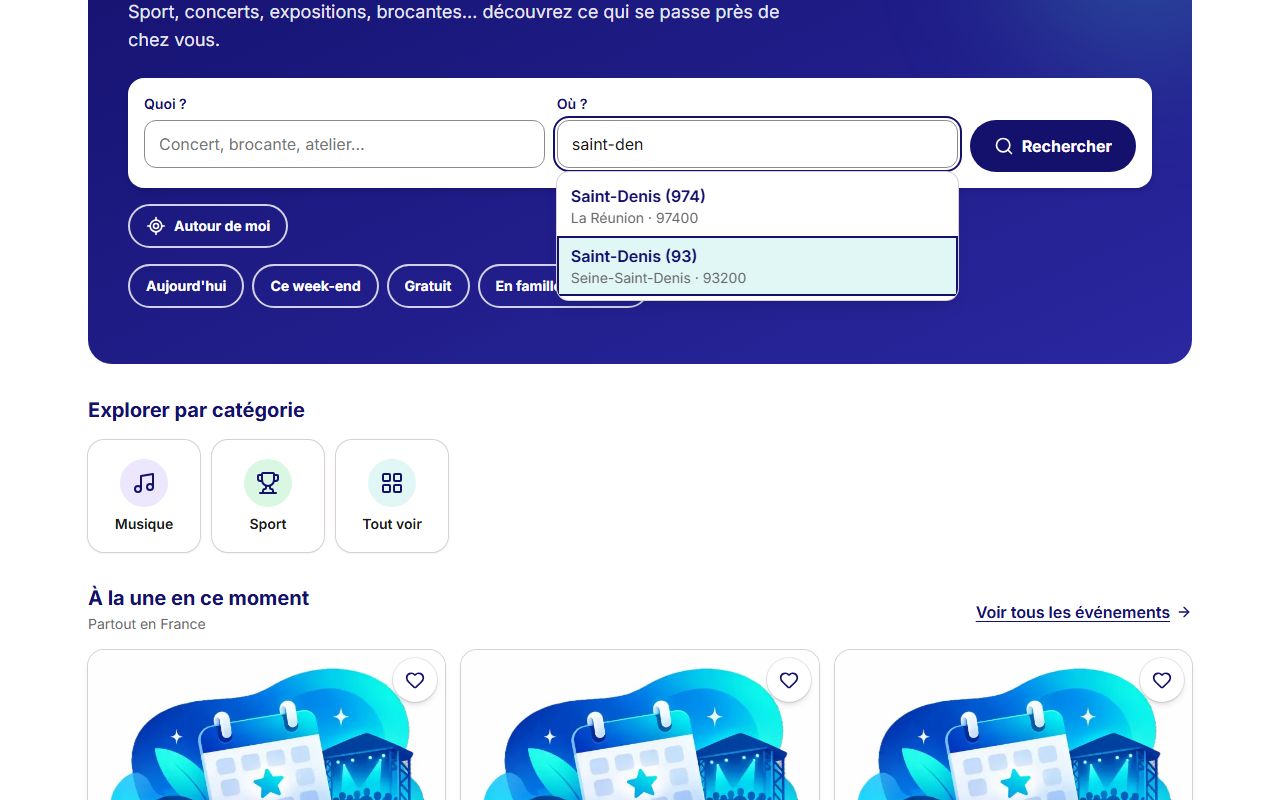 Sport, concerts, expositions, brocantes... découvrez ce qui se passe près de
chez vous.
Quoi ?
Où ?
Concert, brocante, atelier...
saint-den
Rechercher
Saint-Denis (974)
La Réunion · 97400
Autour de moi
Saint-Denis (93)
Seine-Saint-Denis · 93200
Aujourd'hui
Ce week-end
Gratuit
En famille
Explorer par catégorie
Musique
Sport
Tout voir
À la une en ce moment
Partout en France
Voir tous les événements